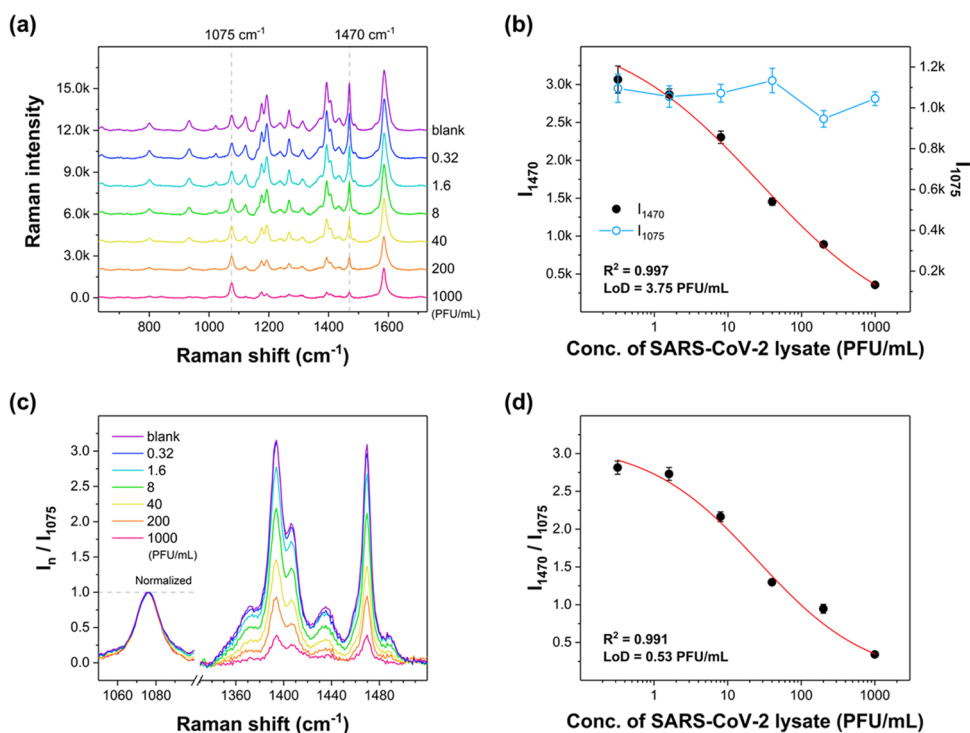 (a)
1075 cm⁻¹
1470 cm⁻¹
Raman intensity
15.0k
12.0k
9.0k
6.0k
3.0k
0.0
blank
0.32
1.6
8
40
200
1000
(PFU/mL)
800 1000 1200 1400 1600
Raman shift (cm⁻¹)
(b)
I₁₄₇₀
3.0k
2.5k
2.0k
1.5k
1.0k
0.5k
1.2k
1.0k
0.8k
0.6k
0.4k
0.2k
I₁₀₇₅
I₁₄₇₀
I₁₀₇₅
R² = 0.997
LoD = 3.75 PFU/mL
1 10 100 1000
Conc. of SARS-CoV-2 lysate (PFU/mL)
(c)
Iₙ / I₁₀₇₅
3.0
2.5
2.0
1.5
1.0
0.5
0.0
blank
0.32
1.6
8
40
200
1000
(PFU/mL)
Normalized
1060 1080 1360 1400 1440 1480
Raman shift (cm⁻¹)
(d)
I₁₄₇₀ / I₁₀₇₅
3.0
2.5
2.0
1.5
1.0
0.5
R² = 0.991
LoD = 0.53 PFU/mL
1 10 100 1000
Conc. of SARS-CoV-2 lysate (PFU/mL)